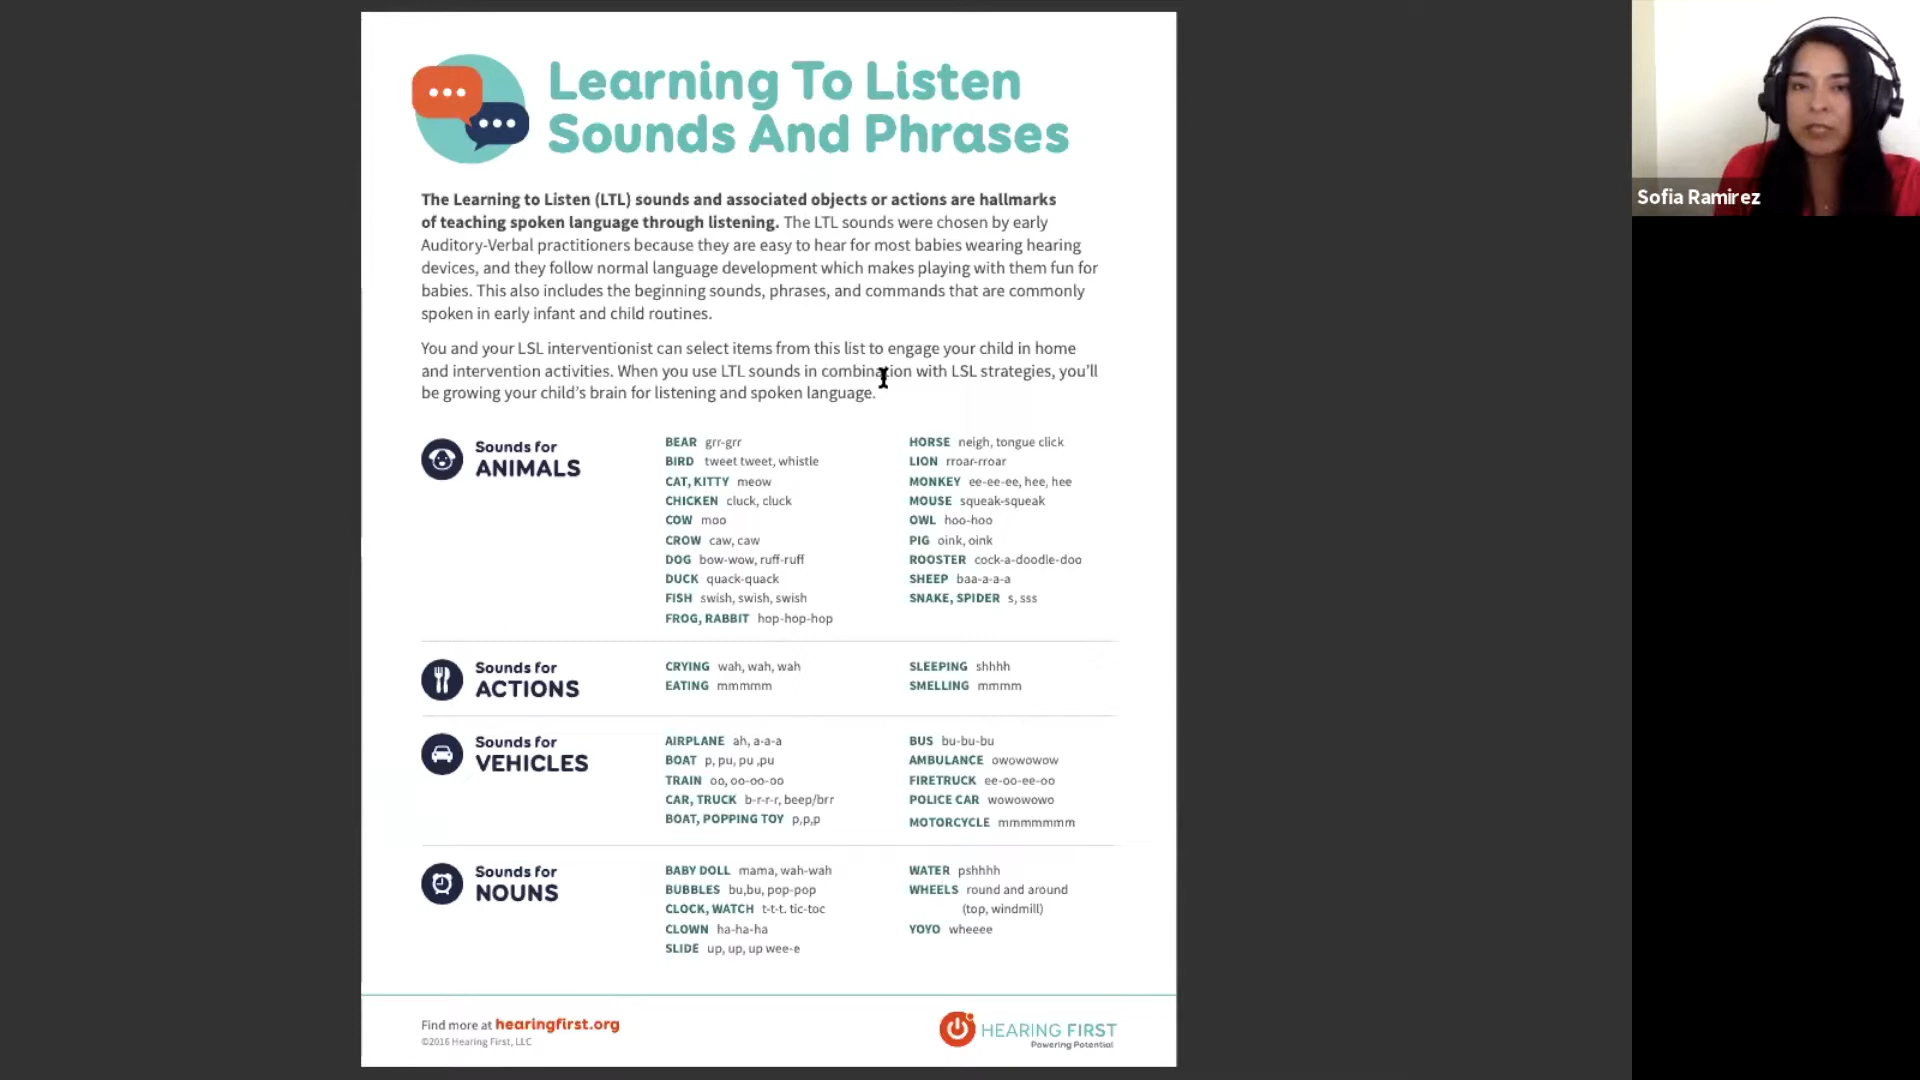 Learning To Listen
Sounds And Phrases
The Learning to Listen (LTL) sounds and associated objects or actions are hallmarks
of teaching spoken language through listening. The LTL sounds were chosen by early
Auditory-Verbal practitioners because they are easy to hear for most babies wearing hearing
devices, and they follow normal language development which makes playing with them fun for
babies. This also includes the beginning sounds, phrases, and commands that are commonly
spoken in early infant and child routines.
You and your LSL interventionist can select items from this list to engage your child in home
and intervention activities. When you use LTL sounds in combination with LSL strategies, you'll
be growing your child's brain for listening and spoken language.
Sounds for
ANIMALS
BEAR grr-grr
BIRD tweet tweet, whistle
CAT, KITTY meow
CHICKEN cluck, cluck
COW moo
CROW caw, caw
DOG bow-wow, ruff-ruff
DUCK quack-quack
FISH swish, swish, swish
FROG, RABBIT hop-hop-hop
HORSE neigh, tongue click
LION rroar-rroar
MONKEY ee-ee-ee, hee, hee
MOUSE squeak-squeak
OWL hoo-hoo
PIG oink, oink
ROOSTER cock-a-doodle-doo
SHEEP baa-a-a-a
SNAKE, SPIDER s, sss
Sounds for
ACTIONS
CRYING wah, wah, wah
EATING mmmmm
SLEEPING shhhh
SMELLING mmmm
Sounds for
VEHICLES
AIRPLANE ah, a-a-a
BOAT p, pu, pu ,pu
TRAIN oo, oo-oo-oo
CAR, TRUCK b-r-r-r, beep/brr
BOAT, POPPING TOY p,p,p
BUS bu-bu-bu
AMBULANCE owowowow
FIRETRUCK ee-oo-ee-oo
POLICE CAR wowowowo
MOTORCYCLE mmmmmmm
Sounds for
NOUNS
BABY DOLL mama, wah-wah
BUBBLES bu,bu, pop-pop
CLOCK, WATCH t-t-t. tic-toc
CLOWN ha-ha-ha
SLIDE up, up, up wee-e
WATER pshhhh
WHEELS round and around
(top, windmill)
YOYO wheeee
Find more at hearingfirst.org
©2016 Hearing First, LLC
HEARING FIRST
Powering Potential
Sofia Ramirez